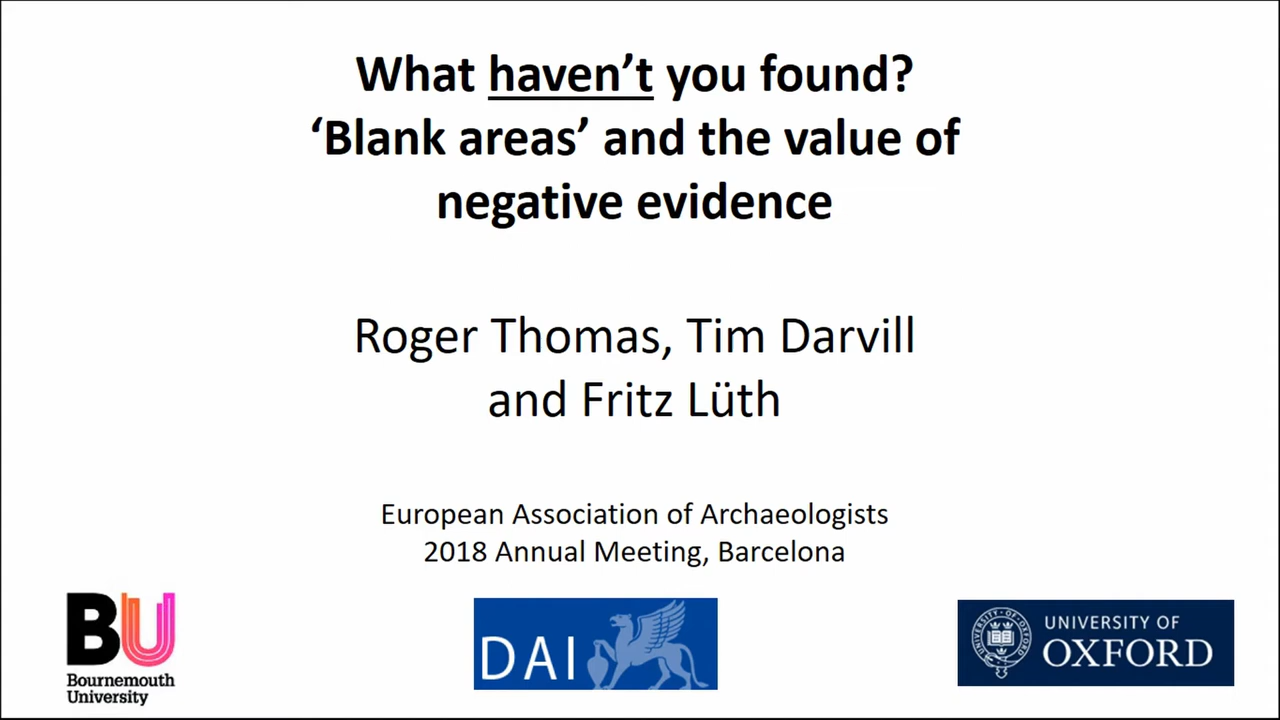 What haven’t you found?
‘Blank areas’ and the value of
negative evidence
Roger Thomas, Tim Darvill
and Fritz Lüth
European Association of Archaeologists
2018 Annual Meeting, Barcelona
BU
Bournemouth
University
DAI
UNIVERSITY OF
OXFORD